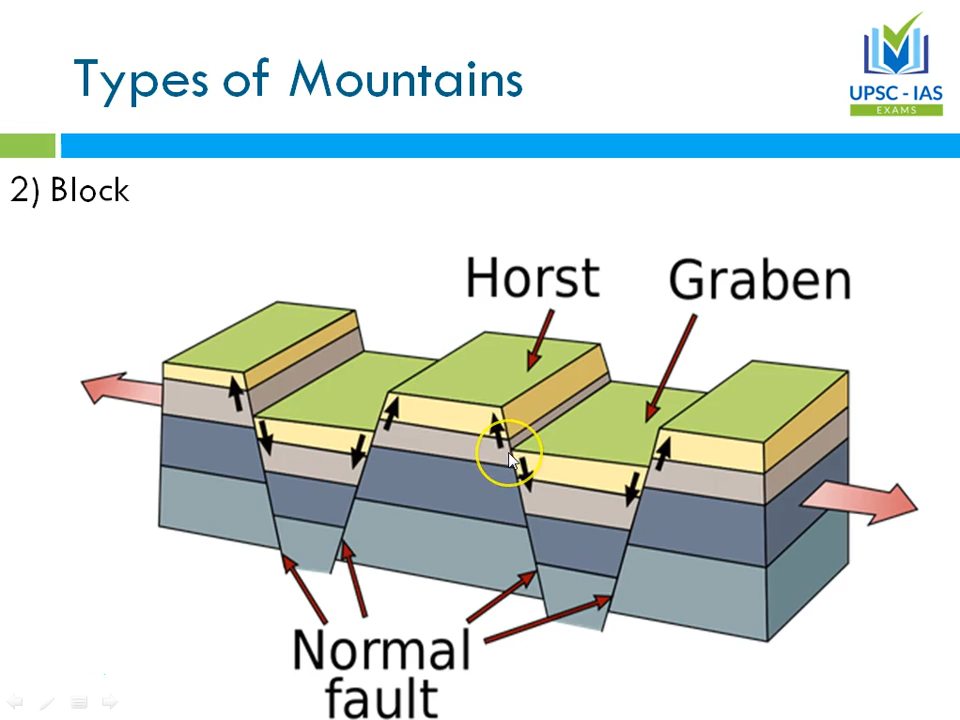 Types of Mountains
UPSC - IAS
EXAMS
2) Block
Horst
Graben
Normal
fault